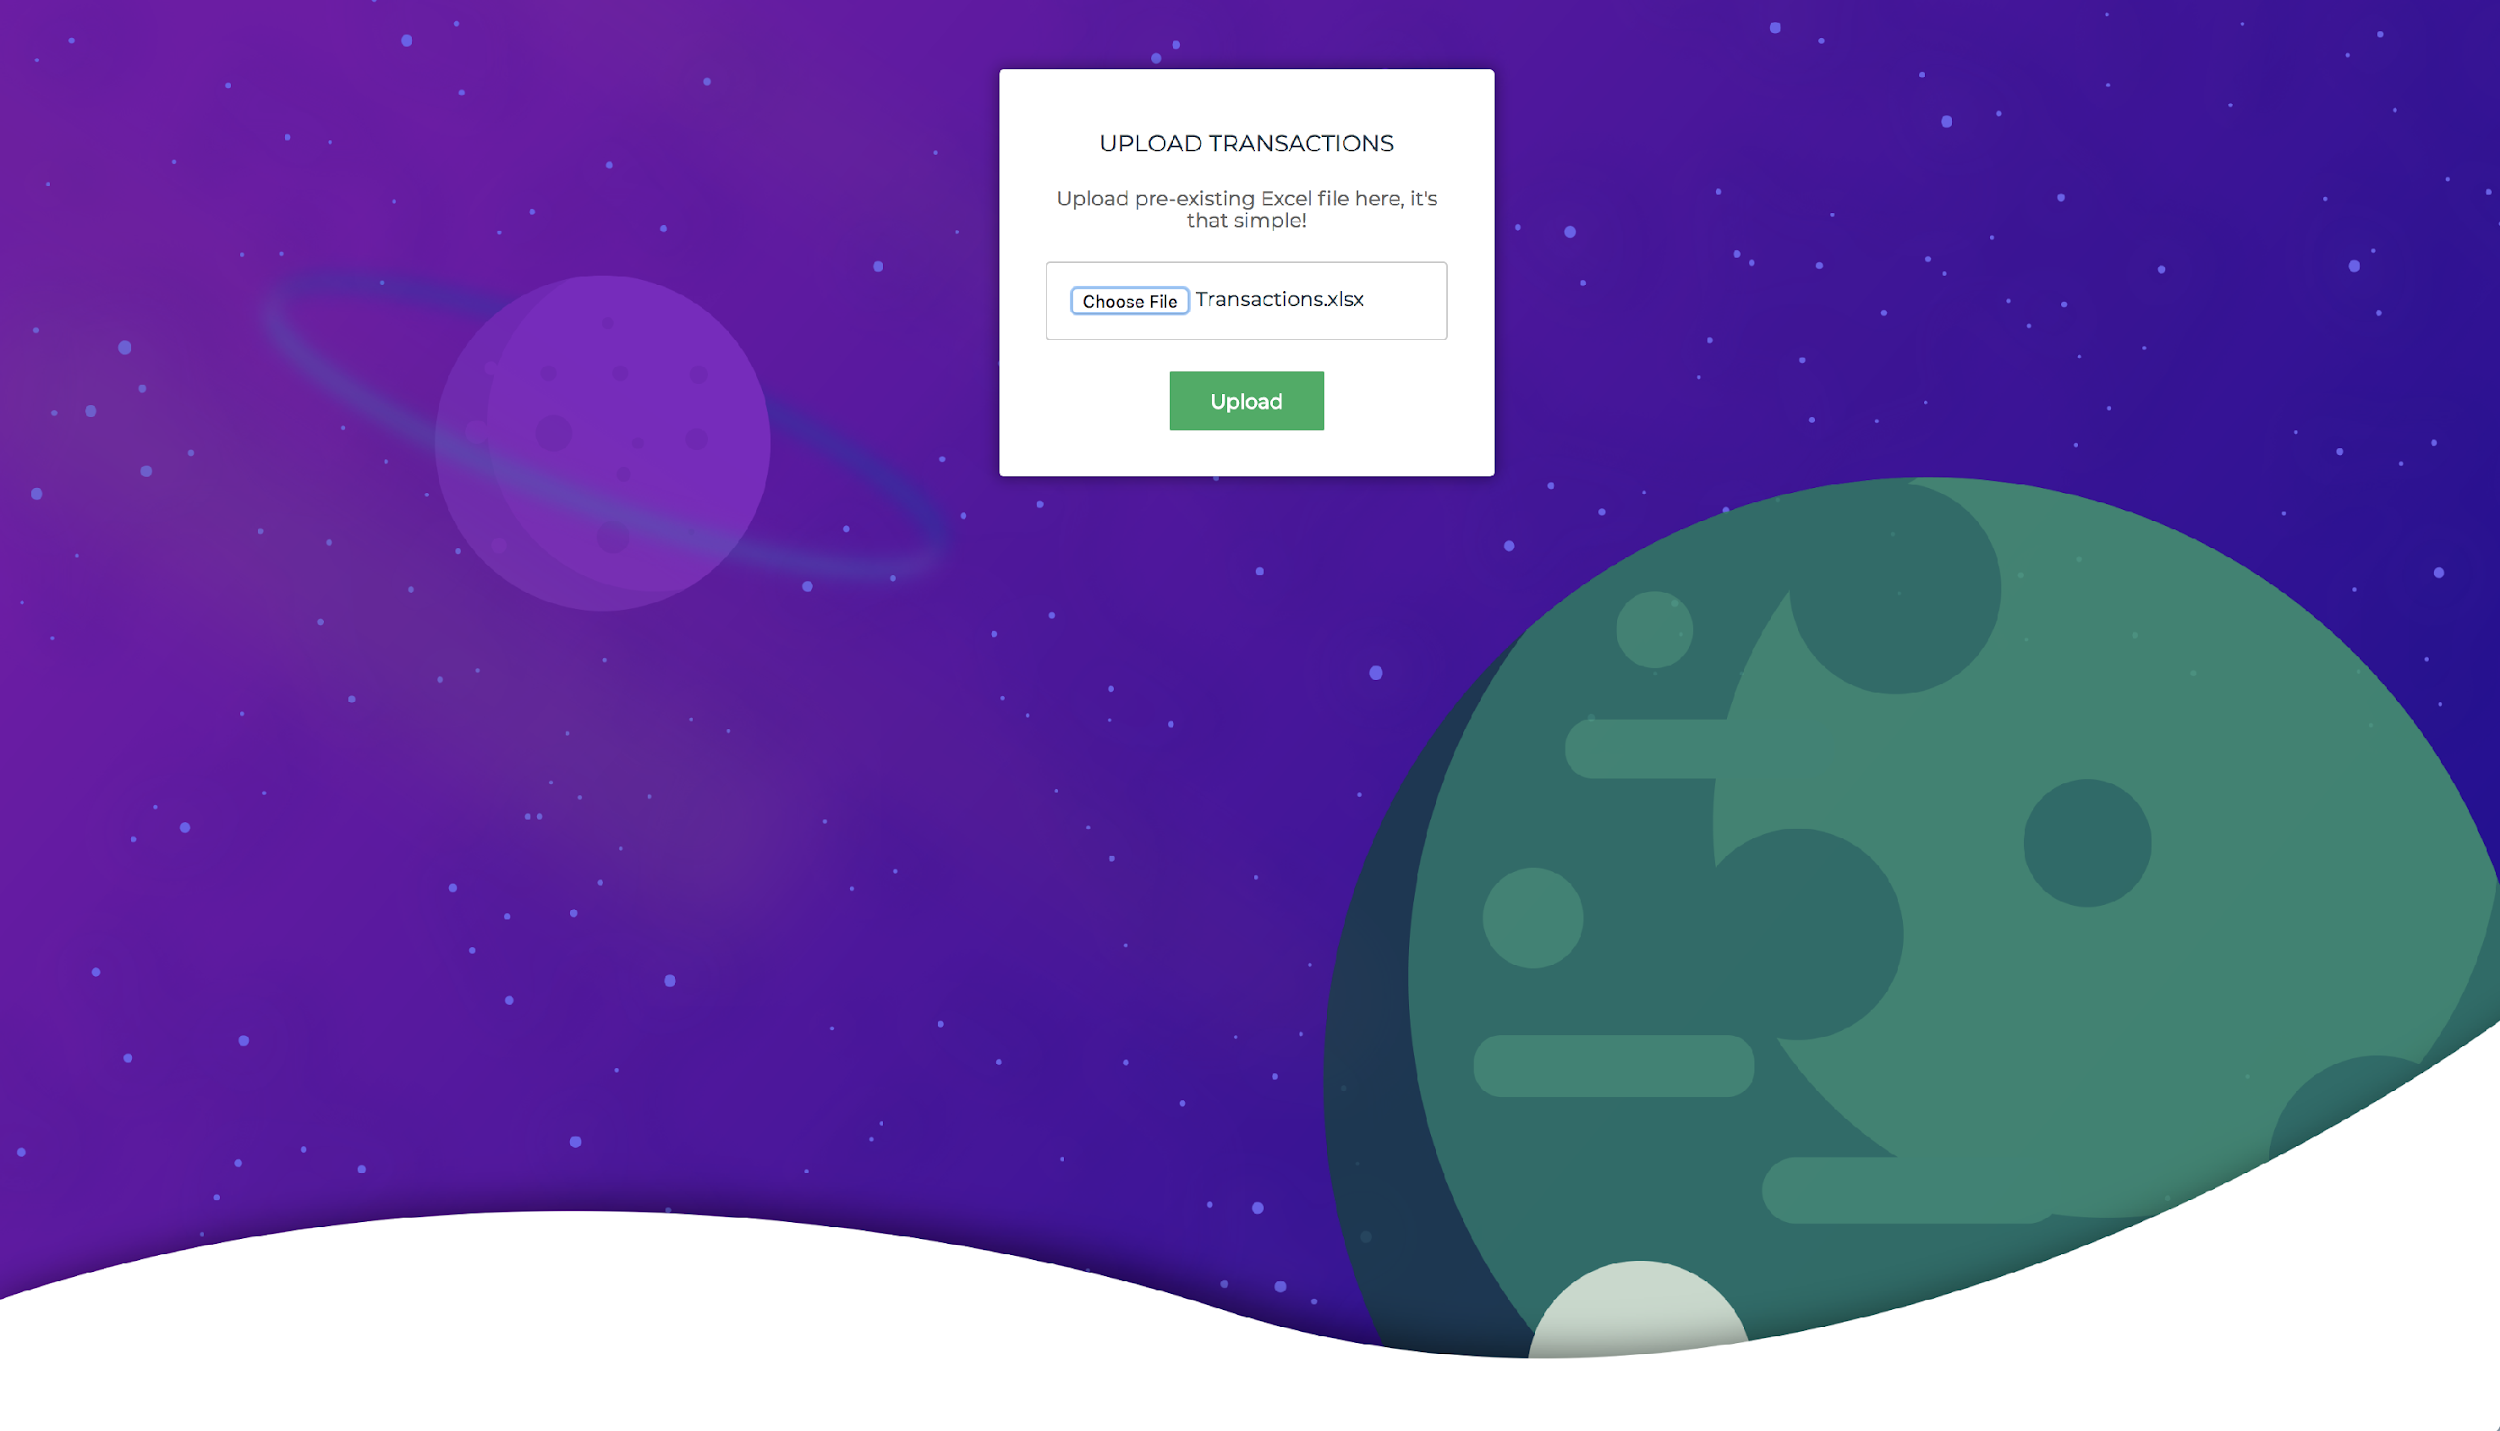 UPLOAD TRANSACTIONS
Upload pre-existing Excel file here, it's
that simple!
Choose File Transactions.xlsx
Upload